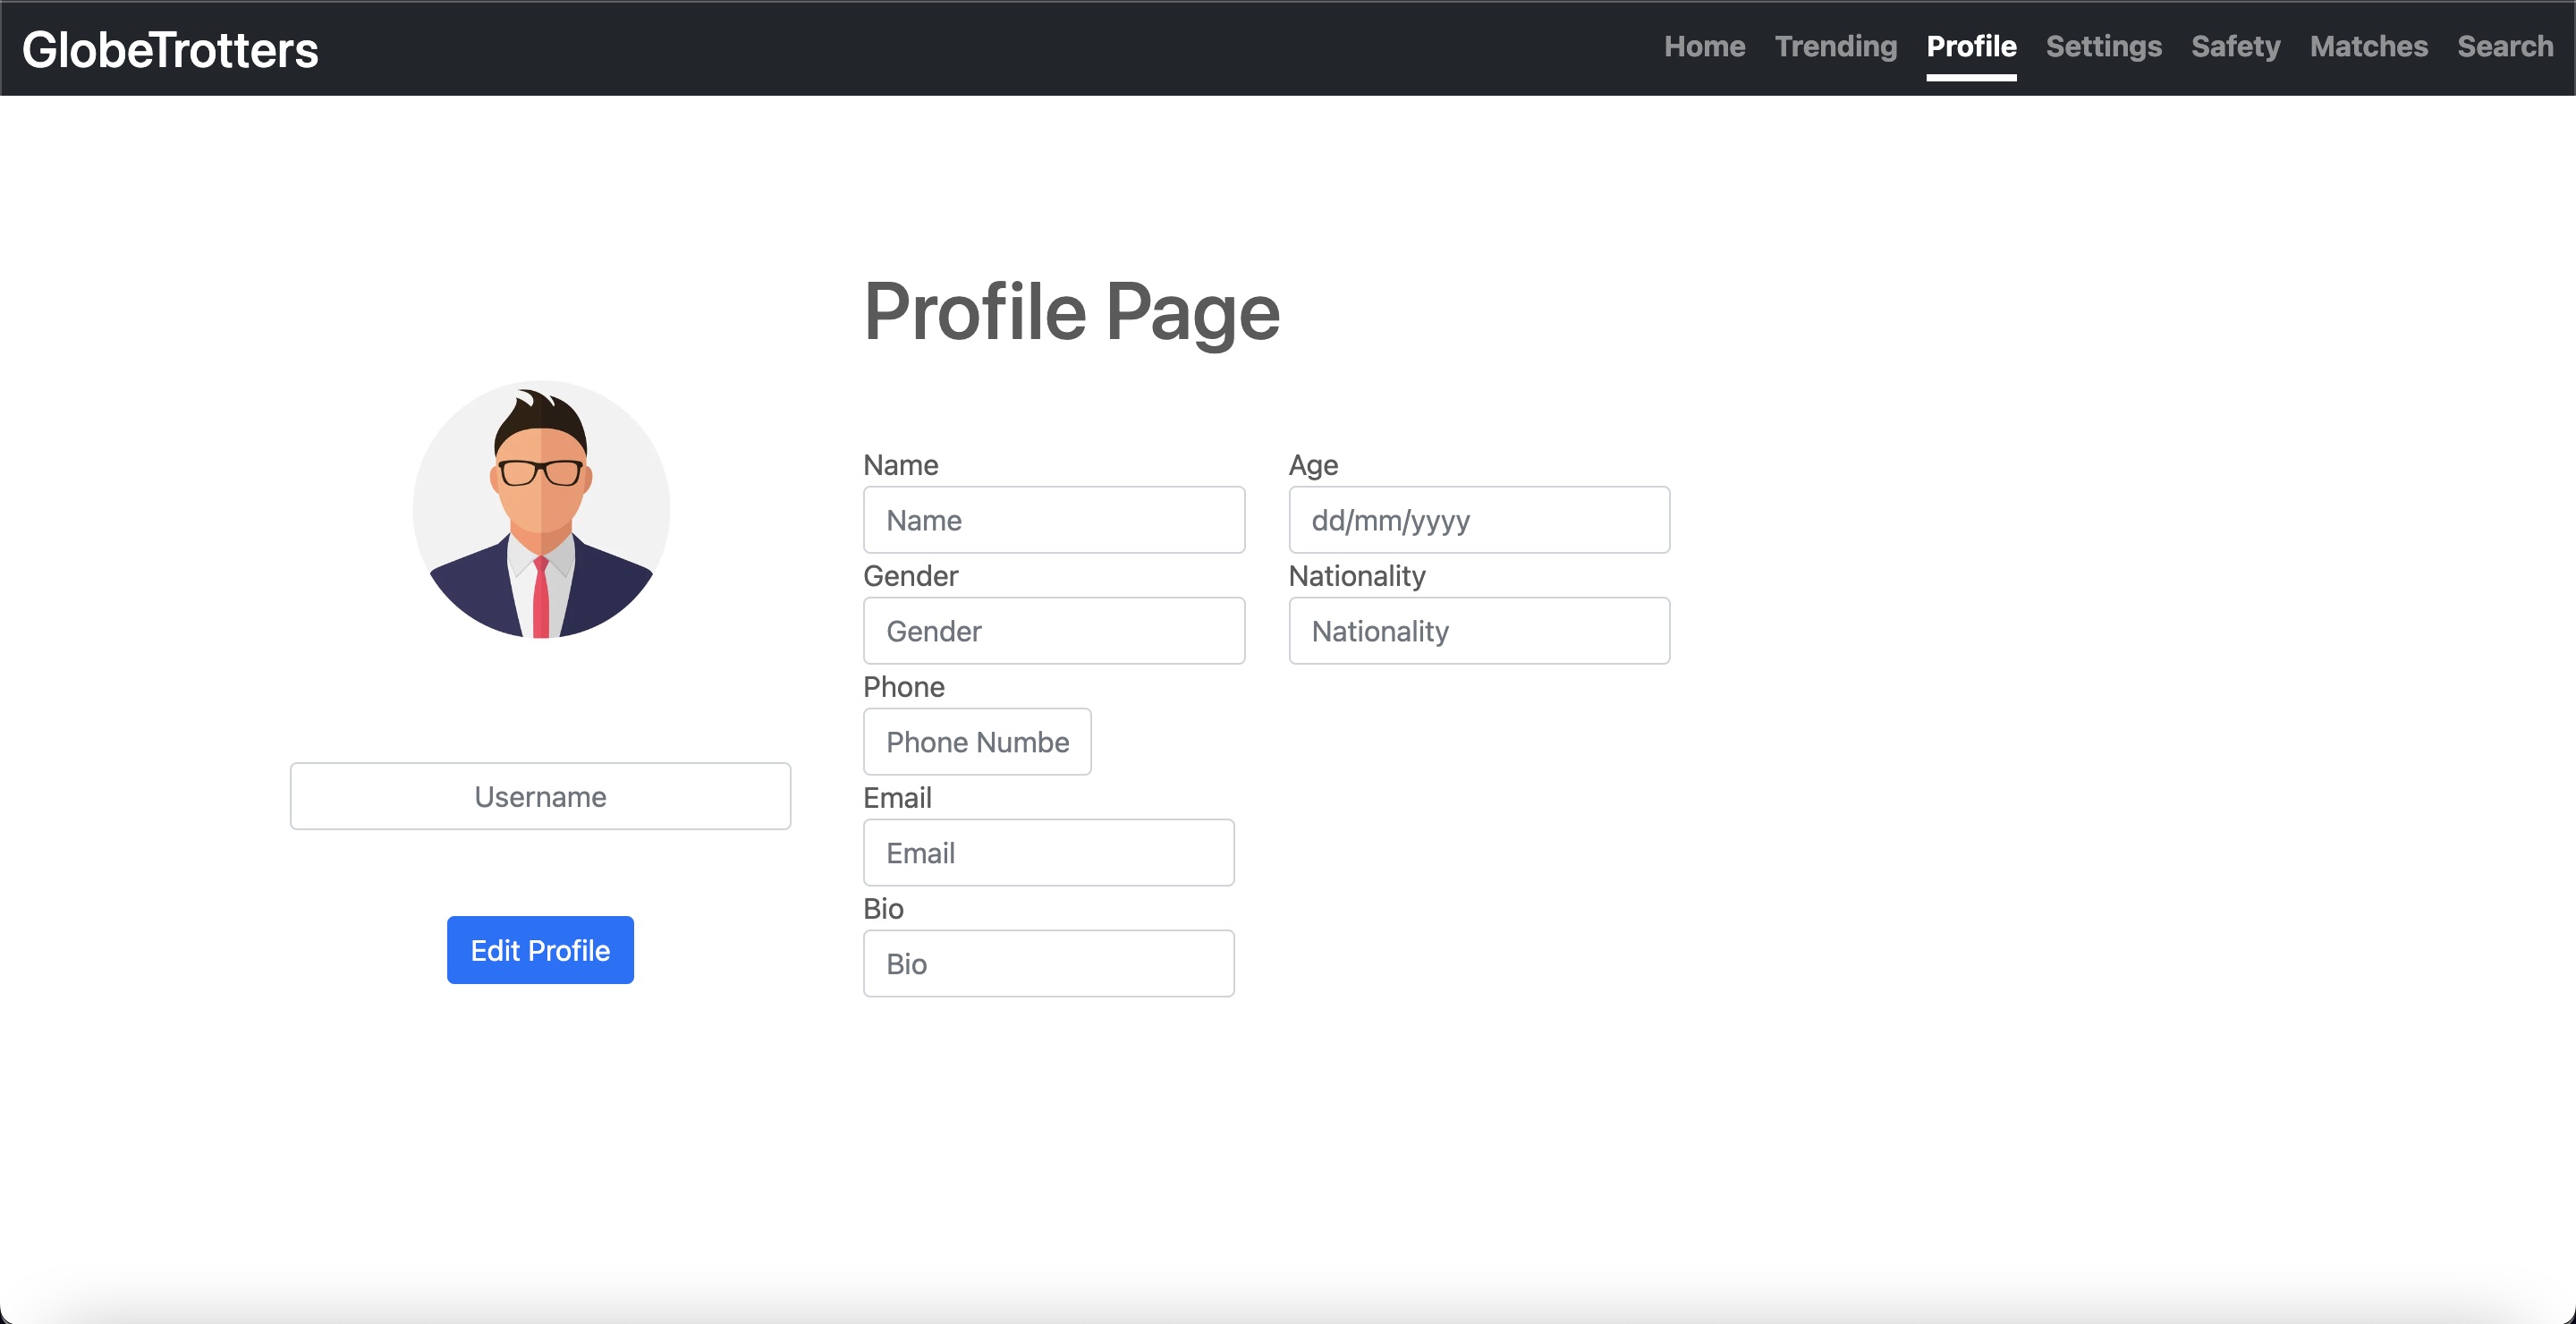 GlobeTrotters
Home Trending Profile Settings Safety Matches Search
Profile Page
Name Age
Name dd/mm/yyyy
Gender Nationality
Gender Nationality
Phone
Phone Numbe
Username
Email
Email
Bio
Edit Profile
Bio